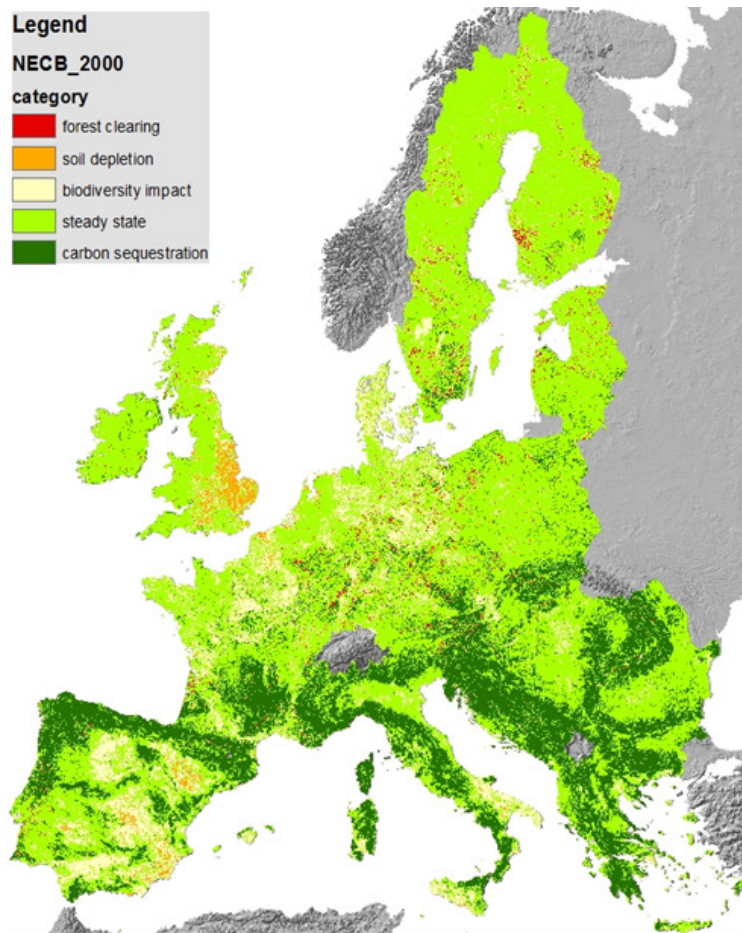 Legend
NECB_2000
category
forest clearing
soil depletion
biodiversity impact
steady state
carbon sequestration